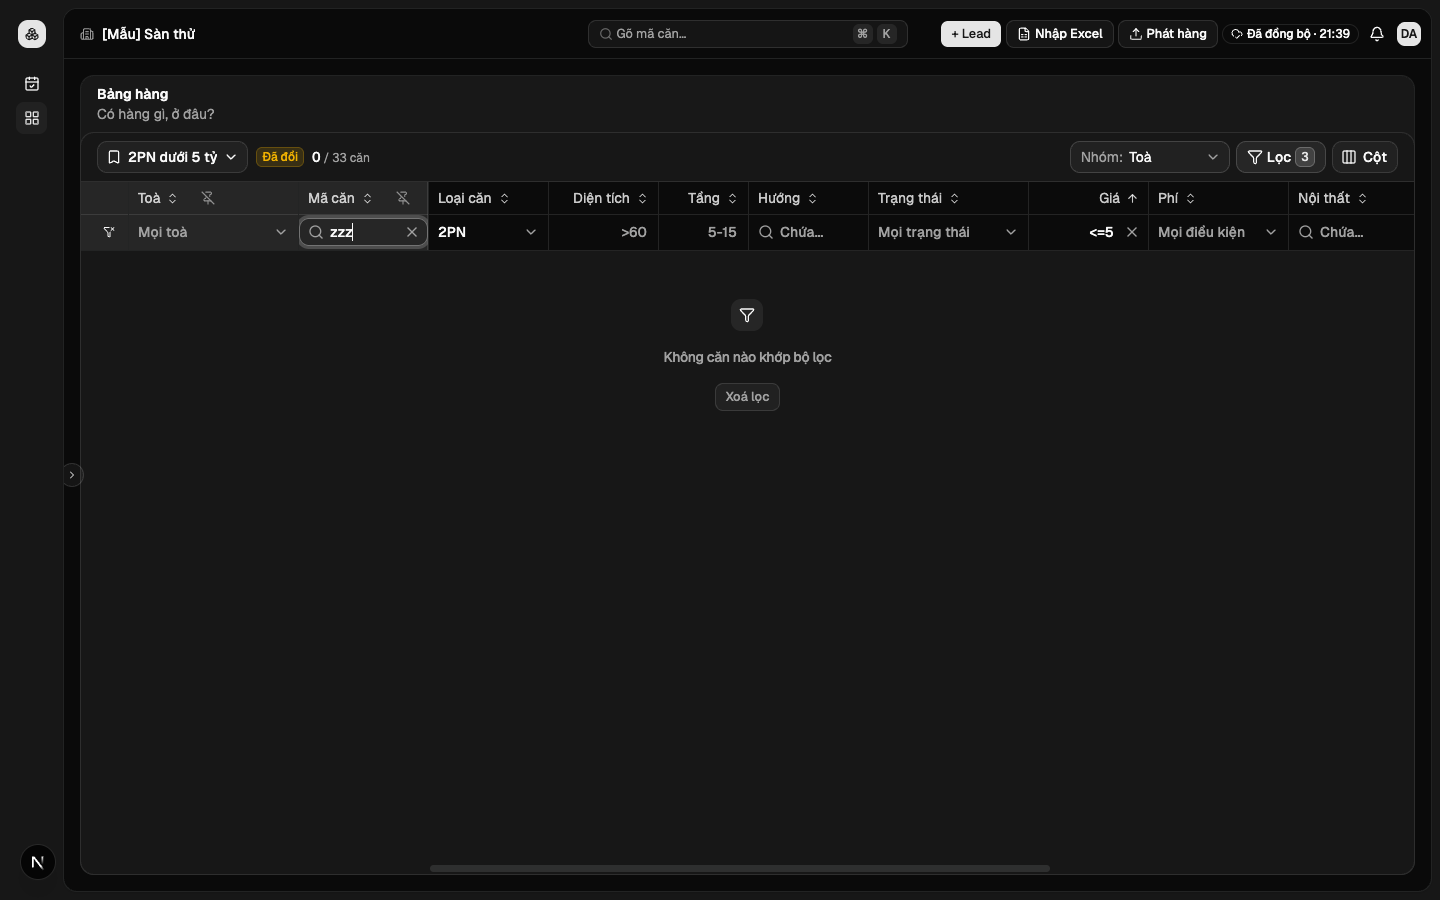 [Mẫu] Sàn thử
Gõ mã căn... ⌘ K
+ Lead
Nhập Excel
Phát hàng
Đã đồng bộ · 21:39
DA
Bảng hàng
Có hàng gì, ở đâu?
2PN dưới 5 tỷ
Đã đổi
0 / 33 căn
Nhóm: Toà
Lọc 3
Cột
Toà Mã căn Loại căn Diện tích Tầng Hướng Trạng thái Giá Phí Nội thất
Mọi toà zzz 2PN >60 5-15 Chứa... Mọi trạng thái <=5 Mọi điều kiện Chứa...
Không căn nào khớp bộ lọc
Xoá lọc
N